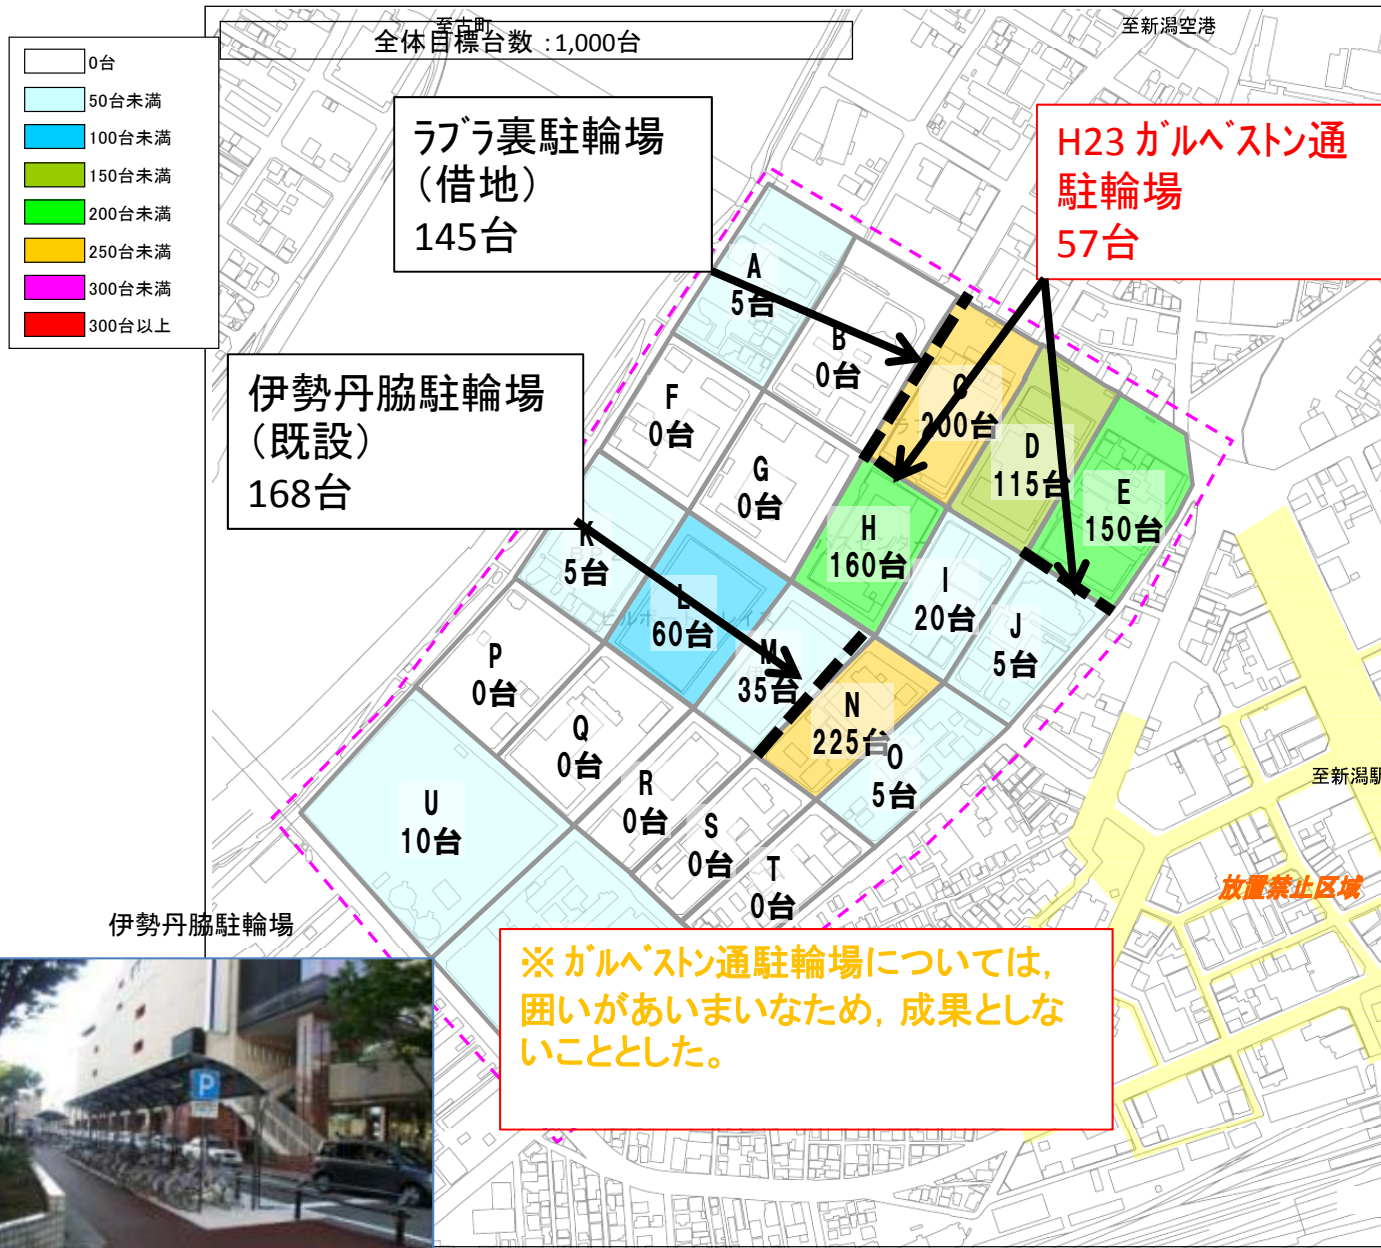 至古町
全体目標台数 :1,000台
至新潟空港
0台
50台未満
100台未満
150台未満
200台未満
250台未満
300台未満
300台以上
ﾗﾌﾞﾗ裏駐輪場
（借地）
145台
H23 ｶﾞﾙﾍﾞｽﾄﾝ通
駐輪場
57台
伊勢丹脇駐輪場
（既設）
168台
A
5台
B
0台
C
200台
D
115台
E
150台
F
0台
G
0台
H
160台
I
20台
J
5台
K
5台
L
60台
M
35台
N
225台
O
5台
P
0台
Q
0台
R
0台
S
0台
T
0台
U
10台
至新潟駅
放置禁止区域
伊勢丹脇駐輪場
P
※ ｶﾞﾙﾍﾞｽﾄﾝ通駐輪場については,
囲いがあいまいなため, 成果としな
いこととした。